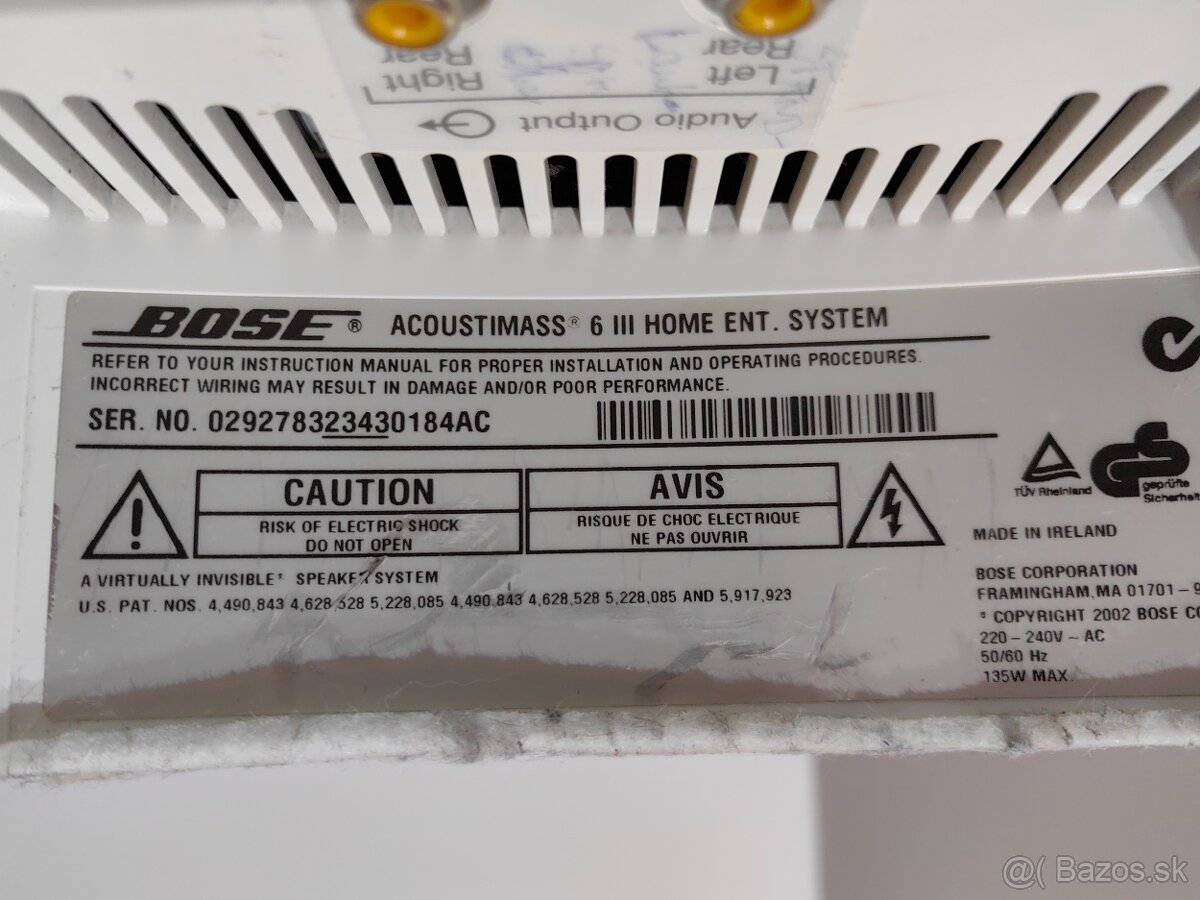 Right Rear
Left Rear
Audio Output
BOSE® ACOUSTIMASS® 6 III HOME ENT. SYSTEM
REFER TO YOUR INSTRUCTION MANUAL FOR PROPER INSTALLATION AND OPERATING PROCEDURES.
INCORRECT WIRING MAY RESULT IN DAMAGE AND/OR POOR PERFORMANCE.
SER. NO. 029278323430184AC
CAUTION
RISK OF ELECTRIC SHOCK
DO NOT OPEN
AVIS
RISQUE DE CHOC ELECTRIQUE
NE PAS OUVRIR
TÜV Rheinland
geprüfte
Sicherheit
A VIRTUALLY INVISIBLE® SPEAKER SYSTEM
U.S. PAT. NOS. 4,490,843 4,628,528 5,228,085 4,490,843 4,628,528 5,228,085 AND 5,917,923
MADE IN IRELAND
BOSE CORPORATION
FRAMINGHAM, MA 01701 – 9
© COPYRIGHT 2002 BOSE CO
220 – 240V ~ AC
50/60 Hz
135W MAX.
@( Bazos.sk